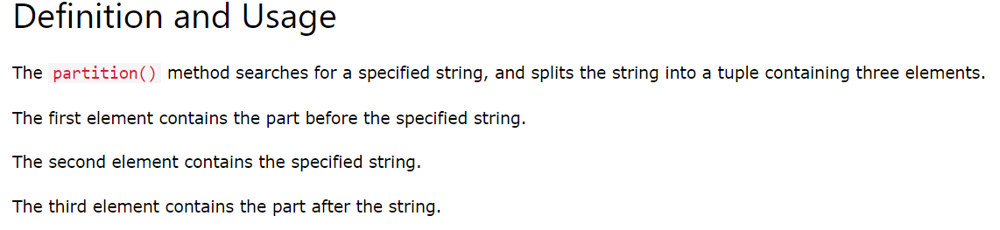 Definition and Usage
The partition() method searches for a specified string, and splits the string into a tuple containing three elements.
The first element contains the part before the specified string.
The second element contains the specified string.
The third element contains the part after the string.